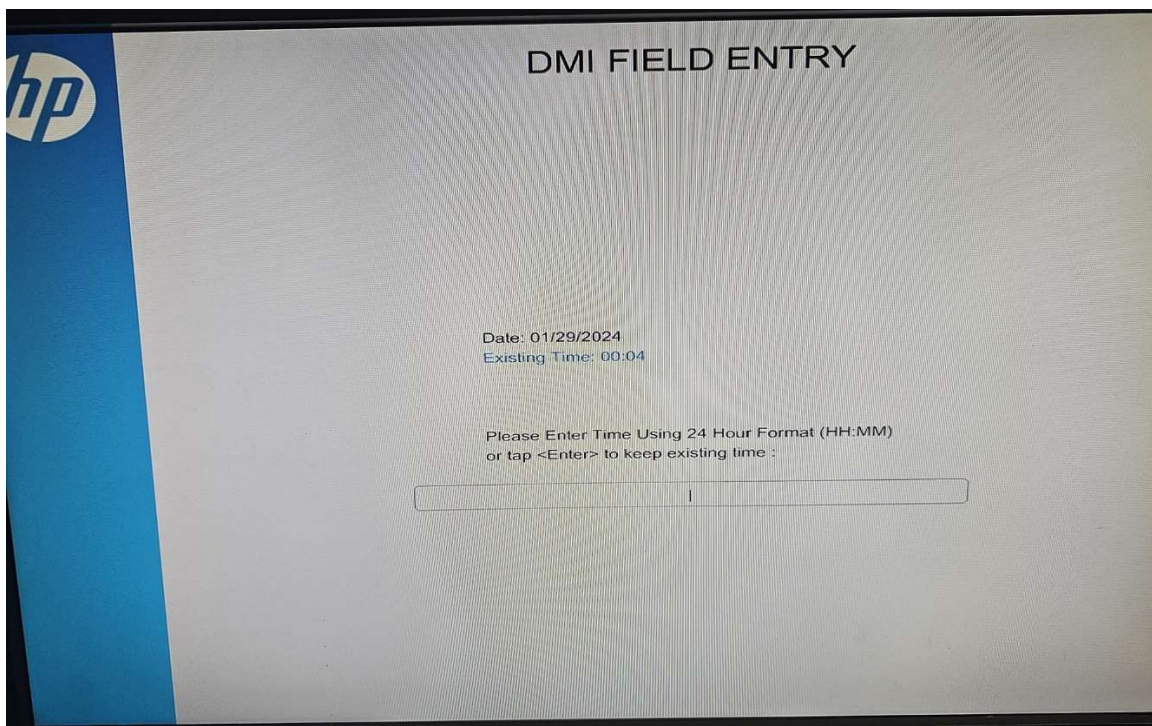 hp
DMI FIELD ENTRY
Date: 01/29/2024
Existing Time: 00:04
Please Enter Time Using 24 Hour Format (HH:MM)
or tap <Enter> to keep existing time :